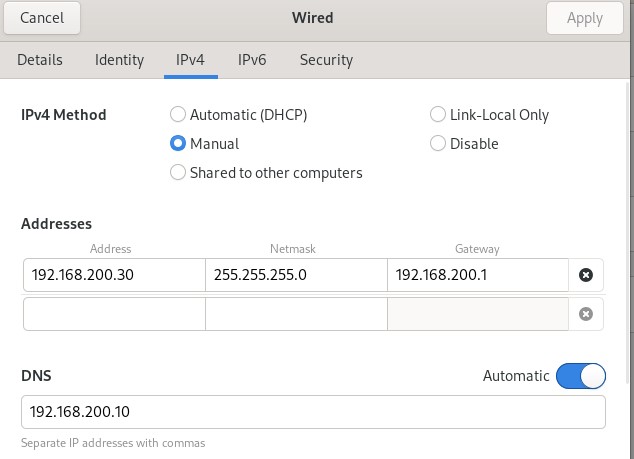 Cancel Wired Apply
Details Identity IPv4 IPv6 Security
IPv4 Method Automatic (DHCP) Link-Local Only
Manual Disable
Shared to other computers
Addresses
Address Netmask Gateway
192.168.200.30 255.255.255.0 192.168.200.1
DNS Automatic
192.168.200.10
Separate IP addresses with commas